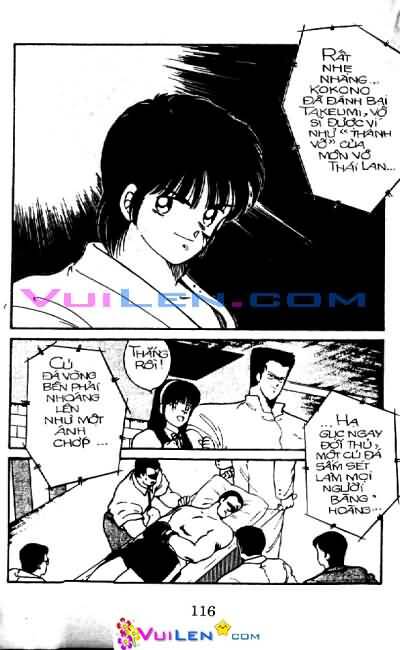 RẤT
NHẸ
NHÀNG...
KOKONO
ĐÃ ĐÁNH BẠI
TAKEUMI, VÕ
SĨ ĐƯỢC VÍ
NHƯ "THÁNH
VÕ" CỦA
MÔN VÕ
THÁI LAN...
VUILEN.COM
THẮNG
RỒI!
CÚ
ĐÁ VÒNG
BÊN PHẢI
NHOÁNG
LÊN
NHƯ MỘT
ÁNH
CHỚP...
... HẠ
GỤC NGAY
ĐỐI THỦ,
MỘT CÚ ĐÁ
SẤM SÉT
LÀM MỌI
NGƯỜI
BÀNG
HOÀNG...
116
VUILEN.COM